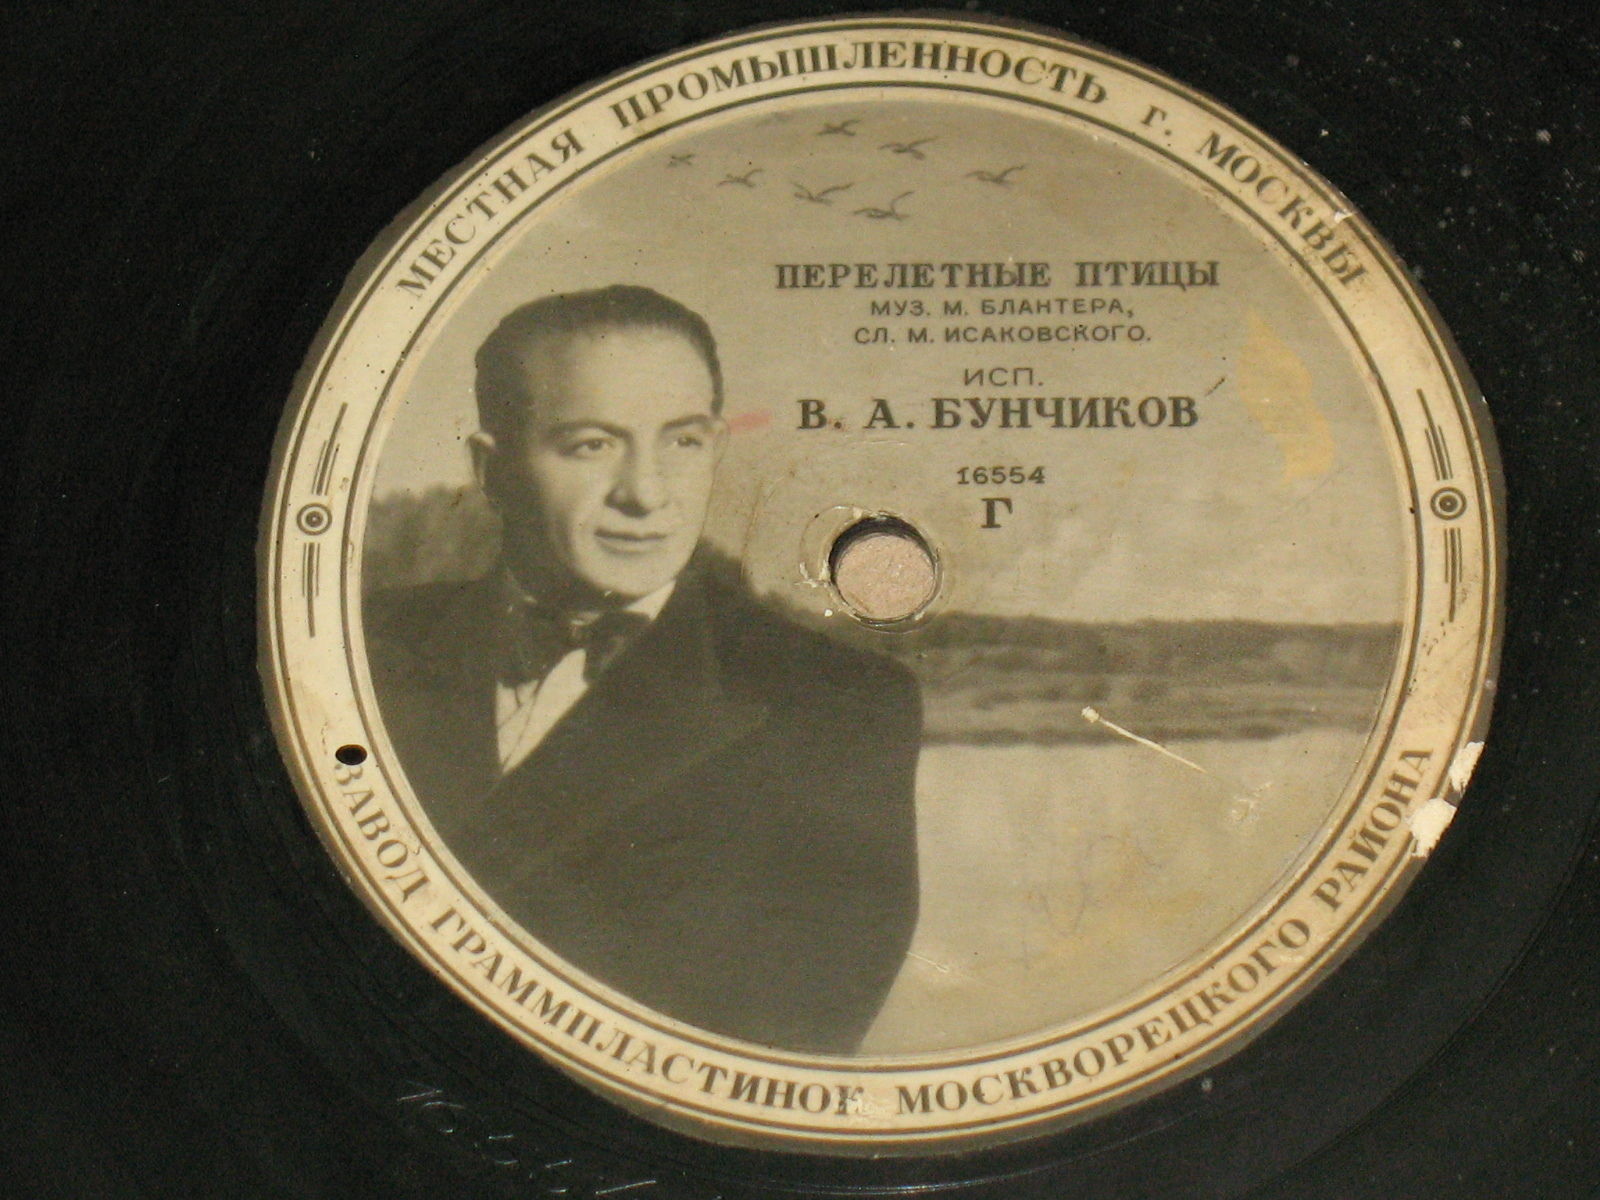 МЕСТНАЯ ПРОМЫШЛЕННОСТЬ г. МОСКВЫ
ПЕРЕЛЕТНЫЕ ПТИЦЫ
МУЗ. М. БЛАНТЕРА,
СЛ. М. ИСАКОВСКОГО.
ИСП.
В. А. БУНЧИКОВ
16554
Г
ЗАВОД ГРАММПЛАСТИНОК МОСКВОРЕЦКОГО РАЙОНА